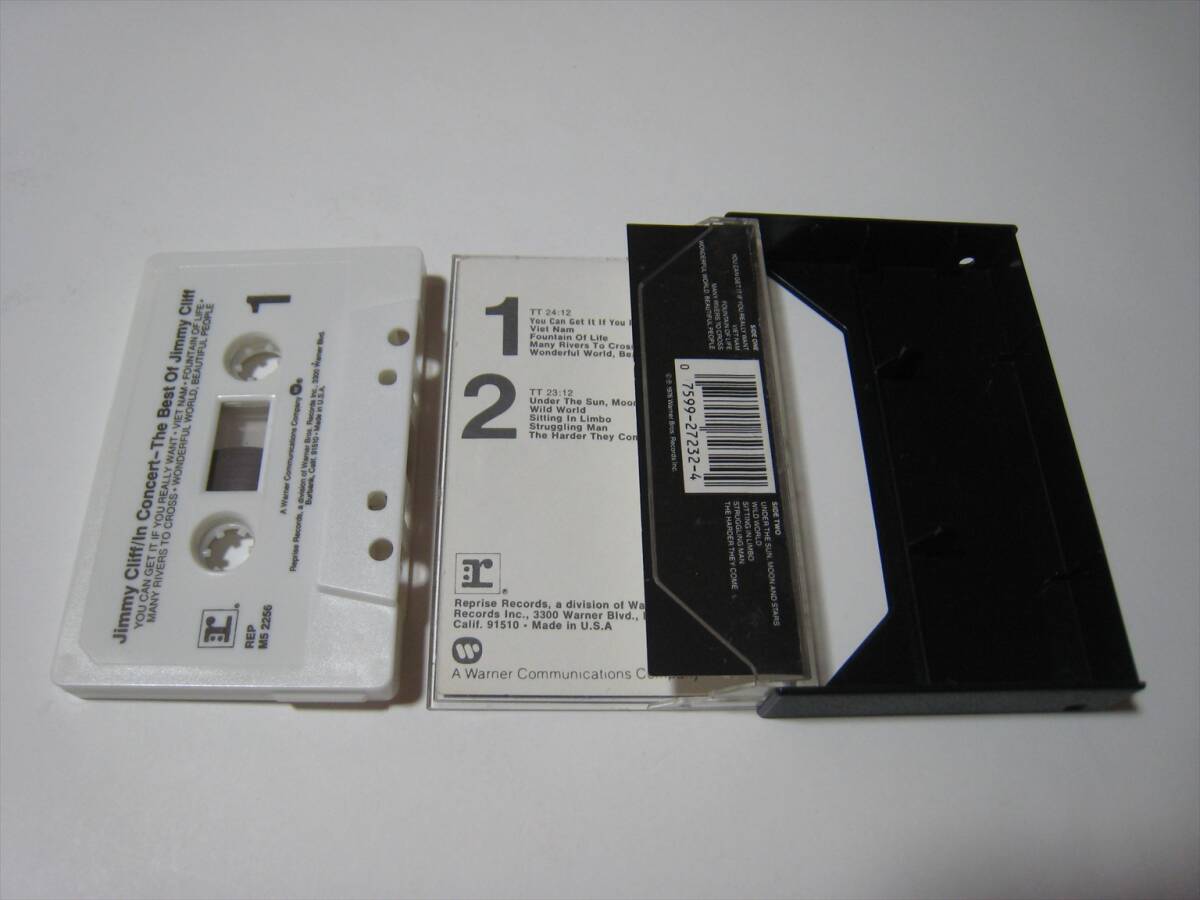 Jimmy Cliff/In Concert–The Best Of Jimmy Cliff
YOU CAN GET IT IF YOU REALLY WANT • VIET NAM • FOUNTAIN OF LIFE •
MANY RIVERS TO CROSS • WONDERFUL WORLD, BEAUTIFUL PEOPLE
1
A Warner Communications Company
Reprise Records, a division of Warner Bros. Records Inc., 3300 Warner Blvd.
Burbank, Calif. 91510 • Made in U.S.A.
r:
REP
M5 2256
1
TT 24:12
You Can Get It If You
Viet Nam
Fountain Of Life
Many Rivers To Cross
Wonderful World,
2
TT 23:12
Under The Sun, Moon
Wild World
Sitting In Limbo
Struggling Man
The Harder They
r:
Reprise Records, a division of
Records Inc., 3300 Warner Blvd.,
Calif. 91510 • Made in U.S.A
A Warner Communications Company
SIDE ONE
YOU CAN GET IT IF YOU REALLY WANT
VIET NAM
FOUNTAIN OF LIFE
MANY RIVERS TO CROSS
WONDERFUL WORLD, BEAUTIFUL PEOPLE
0 7599-27232-4
© ℗ 1976 Warner Bros. Records Inc.
SIDE TWO
UNDER THE SUN, MOON AND STARS
WILD WORLD
SITTING IN LIMBO
STRUGGLING MAN
THE HARDER THEY COME